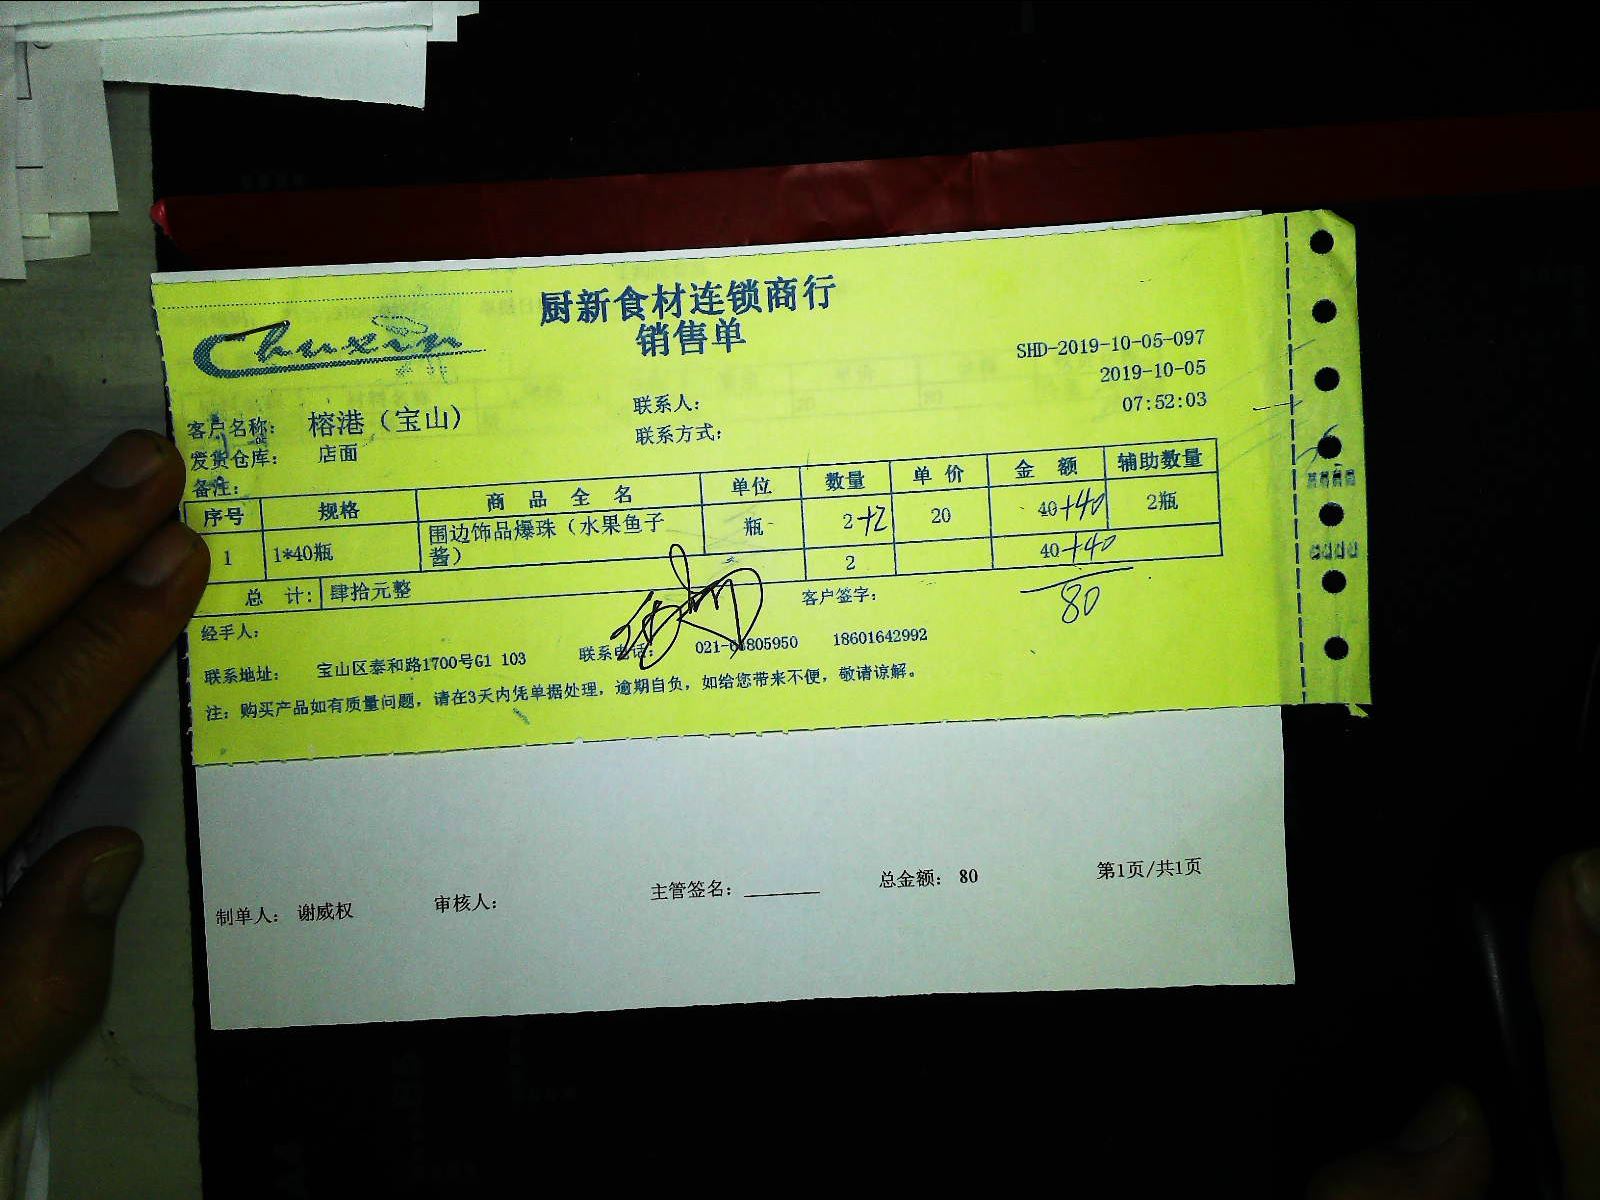 Chuxin
厨新食材连锁商行
销售单
SHD-2019-10-05-097
2019-10-05
07:52:03
客户名称: 榕港（宝山） 联系人:
发货仓库: 店面 联系方式:
备注:
序号 规格 商品全名 单位 数量 单价 金额 辅助数量
1 1*40瓶 围边饰品爆珠（水果鱼子酱） 瓶 2+2 20 40+40 2瓶
2 40+40
总计: 肆拾元整
80
经手人: 客户签字:
联系地址: 宝山区泰和路1700号G1 103 联系电话: 18601642992
注: 购买产品如有质量问题, 请在3天内凭单据处理, 逾期自负, 如给您带来不便, 敬请谅解。
制单人: 谢威权 审核人: 主管签名: 总金额: 80 第1页/共1页